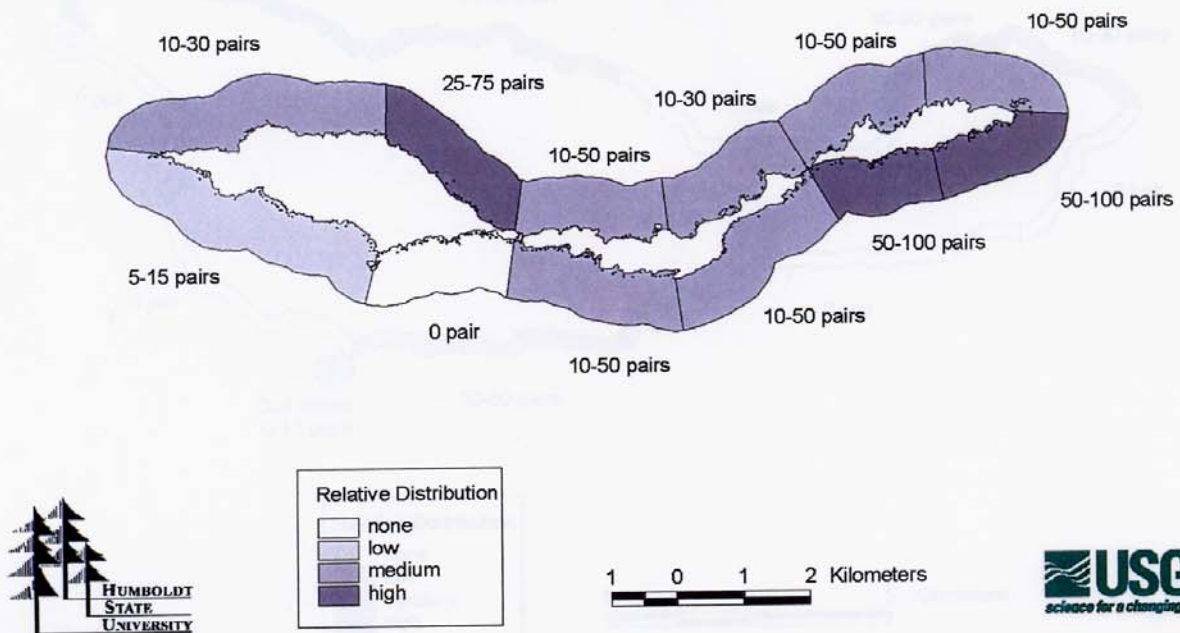 10-50 pairs
10-50 pairs
10-30 pairs
25-75 pairs
10-30 pairs
10-50 pairs
50-100 pairs
50-100 pairs
5-15 pairs
10-50 pairs
0 pair
10-50 pairs
Relative Distribution
none
low
medium
high
1 0 1 2 Kilometers
HUMBOLDT
STATE
UNIVERSITY
USG
science for a changing